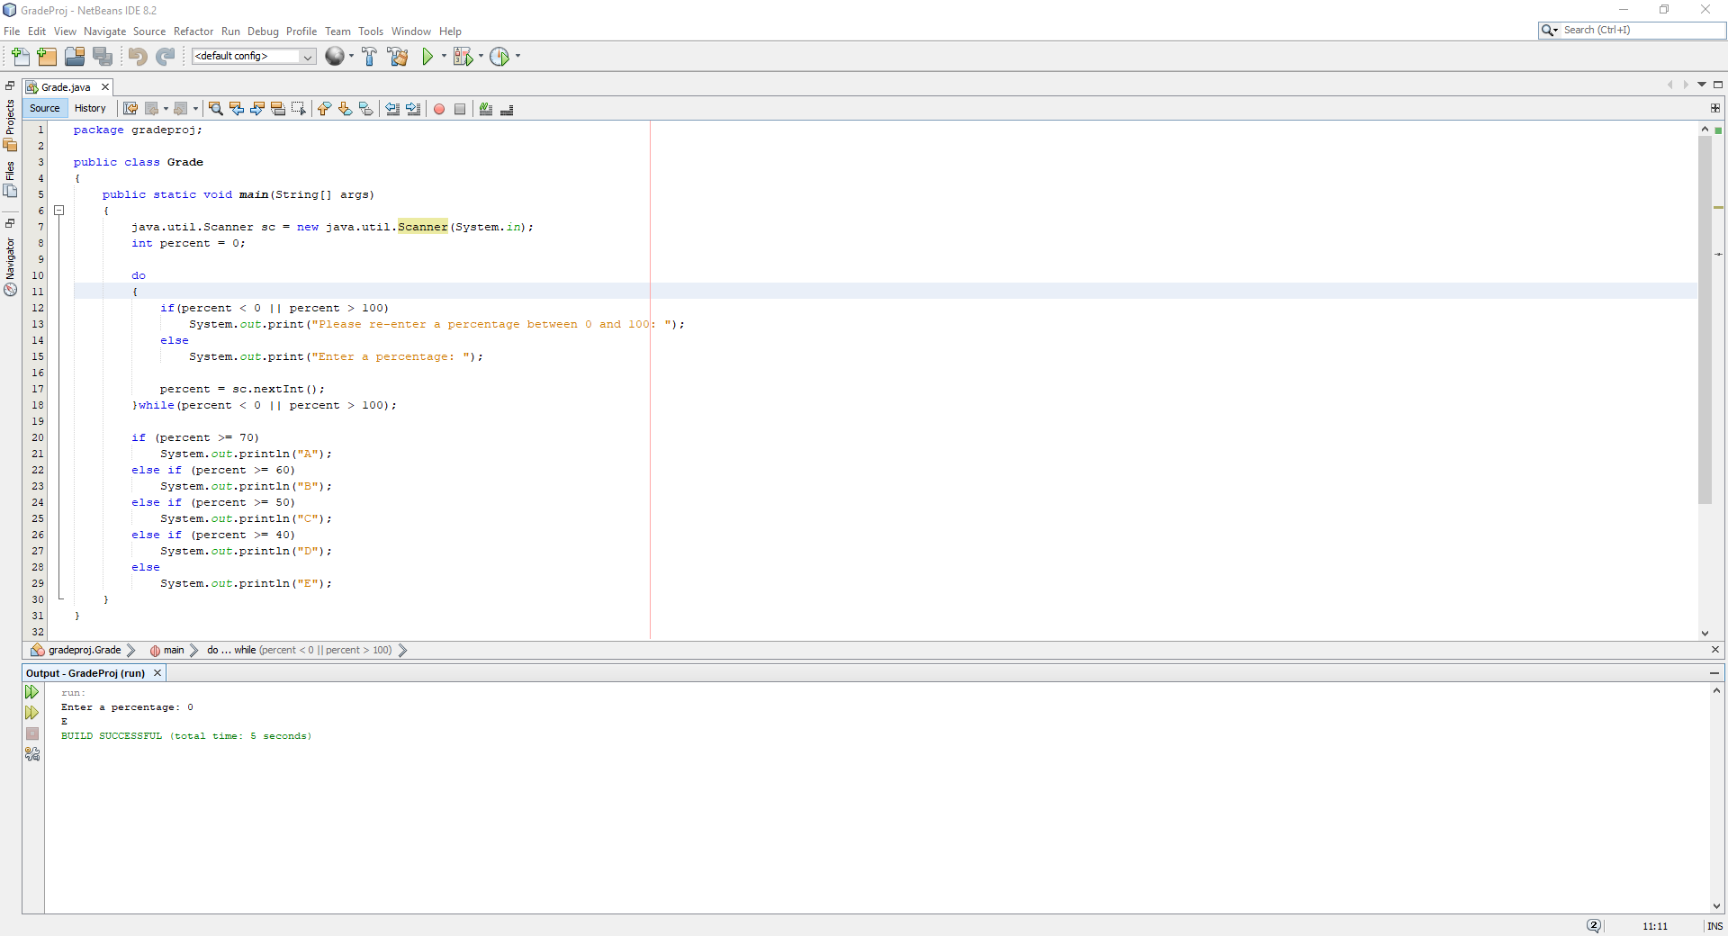 GradeProj - NetBeans IDE 8.2
File Edit View Navigate Source Refactor Run Debug Profile Team Tools Window Help
Search (Ctrl+I)
<default config>
Grade.java
Source History
Projects
Files
Navigator
1 package gradeproj;
2
3 public class Grade
4 {
5 public static void main(String[] args)
6 {
7 java.util.Scanner sc = new java.util.Scanner(System.in);
8 int percent = 0;
9
10 do
11 {
12 if(percent < 0 || percent > 100)
13 System.out.print("Please re-enter a percentage between 0 and 100: ");
14 else
15 System.out.print("Enter a percentage: ");
16
17 percent = sc.nextInt();
18 }while(percent < 0 || percent > 100);
19
20 if (percent >= 70)
21 System.out.println("A");
22 else if (percent >= 60)
23 System.out.println("B");
24 else if (percent >= 50)
25 System.out.println("C");
26 else if (percent >= 40)
27 System.out.println("D");
28 else
29 System.out.println("E");
30 }
31 }
32
gradeproj.Grade main do ... while (percent < 0 || percent > 100)
Output - GradeProj (run)
run:
Enter a percentage: 0
E
BUILD SUCCESSFUL (total time: 5 seconds)
2 11:11 INS